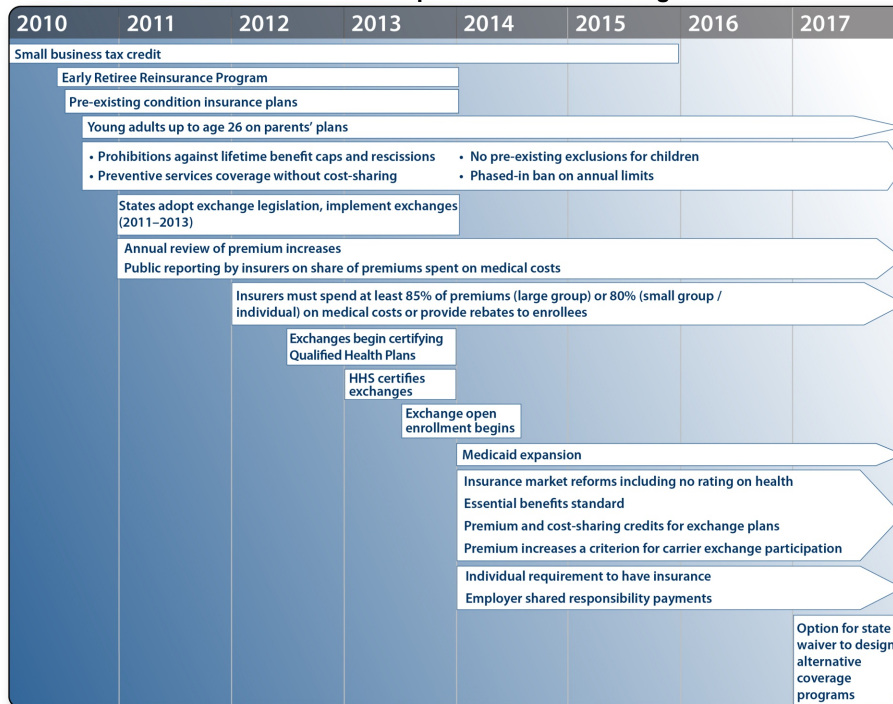 2010 2011 2012 2013 2014 2015 2016 2017
Small business tax credit
Early Retiree Reinsurance Program
Pre-existing condition insurance plans
Young adults up to age 26 on parents’ plans
• Prohibitions against lifetime benefit caps and rescissions • No pre-existing exclusions for children
• Preventive services coverage without cost-sharing • Phased-in ban on annual limits
States adopt exchange legislation, implement exchanges
(2011–2013)
Annual review of premium increases
Public reporting by insurers on share of premiums spent on medical costs
Insurers must spend at least 85% of premiums (large group) or 80% (small group /
individual) on medical costs or provide rebates to enrollees
Exchanges begin certifying
Qualified Health Plans
HHS certifies
exchanges
Exchange open
enrollment begins
Medicaid expansion
Insurance market reforms including no rating on health
Essential benefits standard
Premium and cost-sharing credits for exchange plans
Premium increases a criterion for carrier exchange participation
Individual requirement to have insurance
Employer shared responsibility payments
Option for state
waiver to design
alternative
coverage
programs